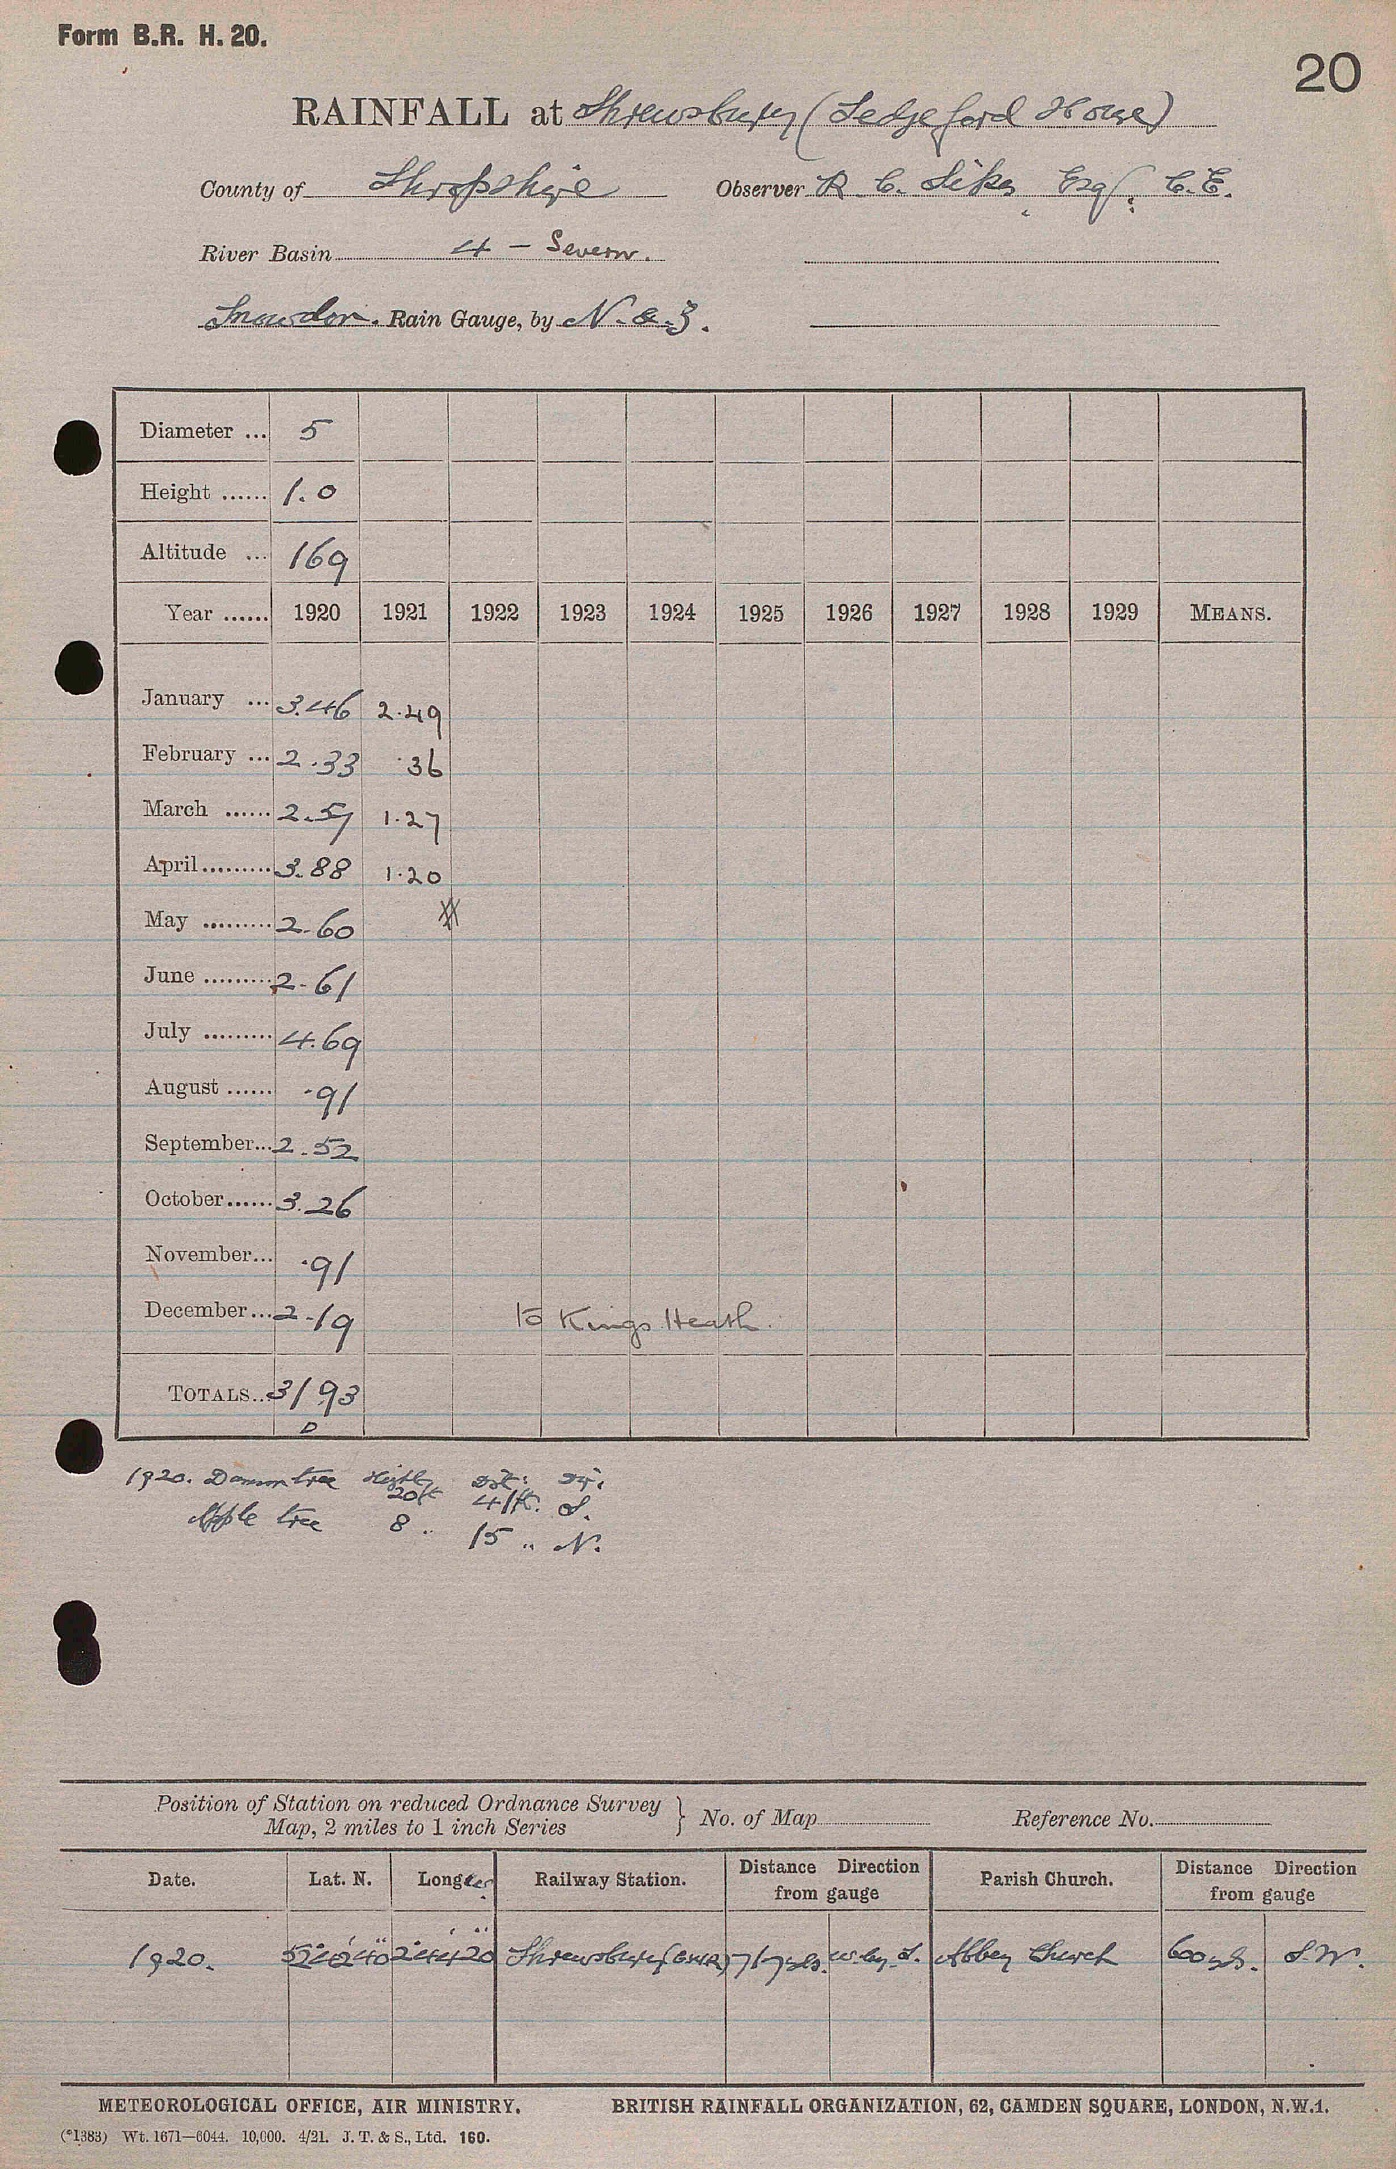 Form B.R. H. 20.
20
RAINFALL at Shrewsbury (Sedgeford House)
County of Shropshire Observer R. C. Sikes Esq., C.E.
River Basin 4 – Severn.
Snowdon. Rain Gauge, by N. & Z.
Diameter ... 5
Height ...... 1.0
Altitude ... 169
Year ...... 1920 1921 1922 1923 1924 1925 1926 1927 1928 1929 MEANS.
January ... 3.46 2.49
February ... 2.33 .36
March ...... 2.57 1.27
April ......... 3.88 1.20
May ......... 2.60
June ......... 2.61
July ......... 4.69
August ...... .91
September... 2.52
October...... 3.26
November... .91
December... 2.19 To Kings Heath.
TOTALS.. 31.93
D
1920. Damson tree Height 20ft Dist: 41ft. Dir. S.
Apple tree 8 " 15 " N.
Position of Station on reduced Ordnance Survey Map, 2 miles to 1 inch Series } No. of Map Reference No.
Date. Lat. N. Long. W. Railway Station. Distance Direction from gauge Parish Church. Distance Direction from gauge
1920. 52° 42' 40" 2° 44' 20" Shrewsbury (GWR) 717 yds. W. by S. Abbey Church 600 yds. S.W.
METEOROLOGICAL OFFICE, AIR MINISTRY. BRITISH RAINFALL ORGANIZATION, 62, CAMDEN SQUARE, LONDON, N.W.1.
(*1383) Wt. 1671—6044. 10,000. 4/21. J. T. & S., Ltd. 160.